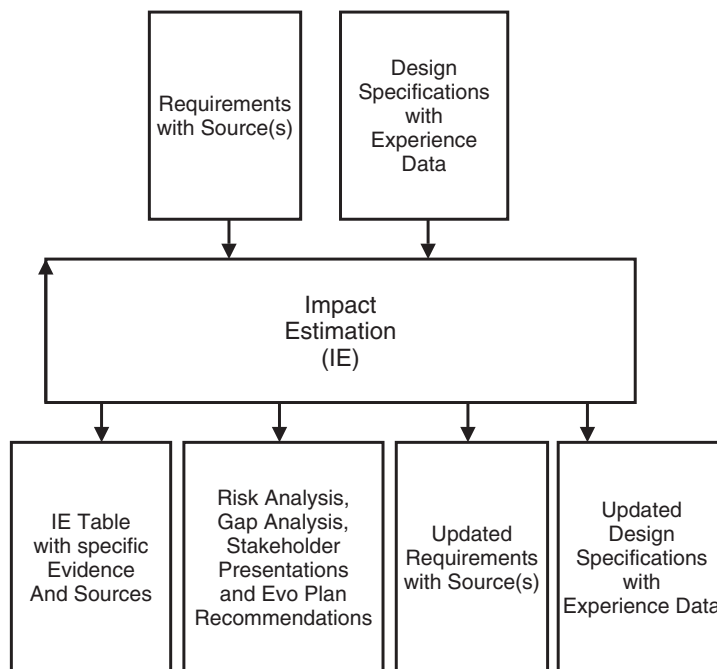 Requirements
with Source(s)
Design
Specifications
with
Experience
Data
Impact
Estimation
(IE)
IE Table
with specific
Evidence
And Sources
Risk Analysis,
Gap Analysis,
Stakeholder
Presentations
and Evo Plan
Recommendations
Updated
Requirements
with Source(s)
Updated
Design
Specifications
with
Experience Data